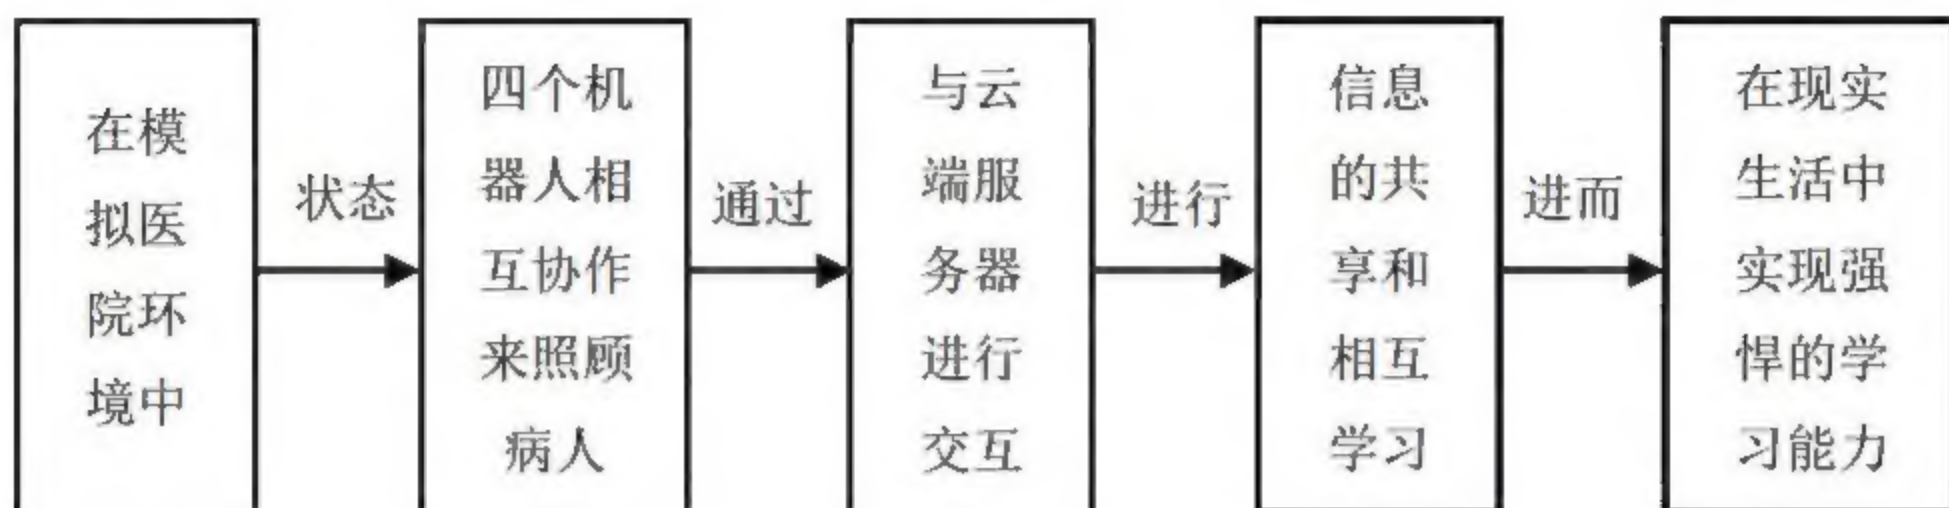 在模
拟医
院环
境中
状态
四个机
器人相
互协作
来照顾
病人
通过
与云
端服
务器
进行
交互
进行
信息
的共
享和
相互
学习
进而
在现实
生活中
实现强
悍的学
习能力